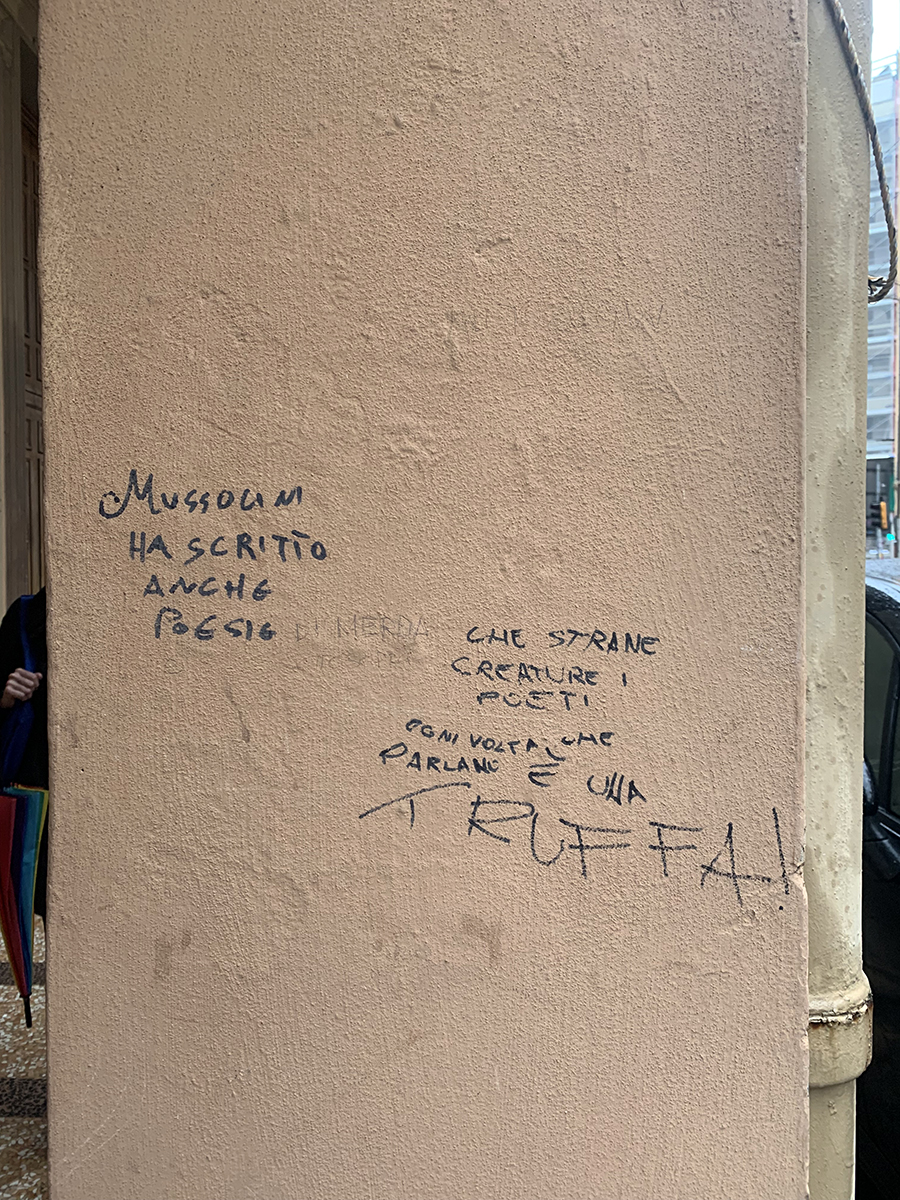 MUSSOLINI
HA SCRITTO
ANCHE
POESIE DI MERDA
CHE STRANE
CREATURE I
POETI
OGNI VOLTA CHE
PARLANO È UNA
TRUFFA!